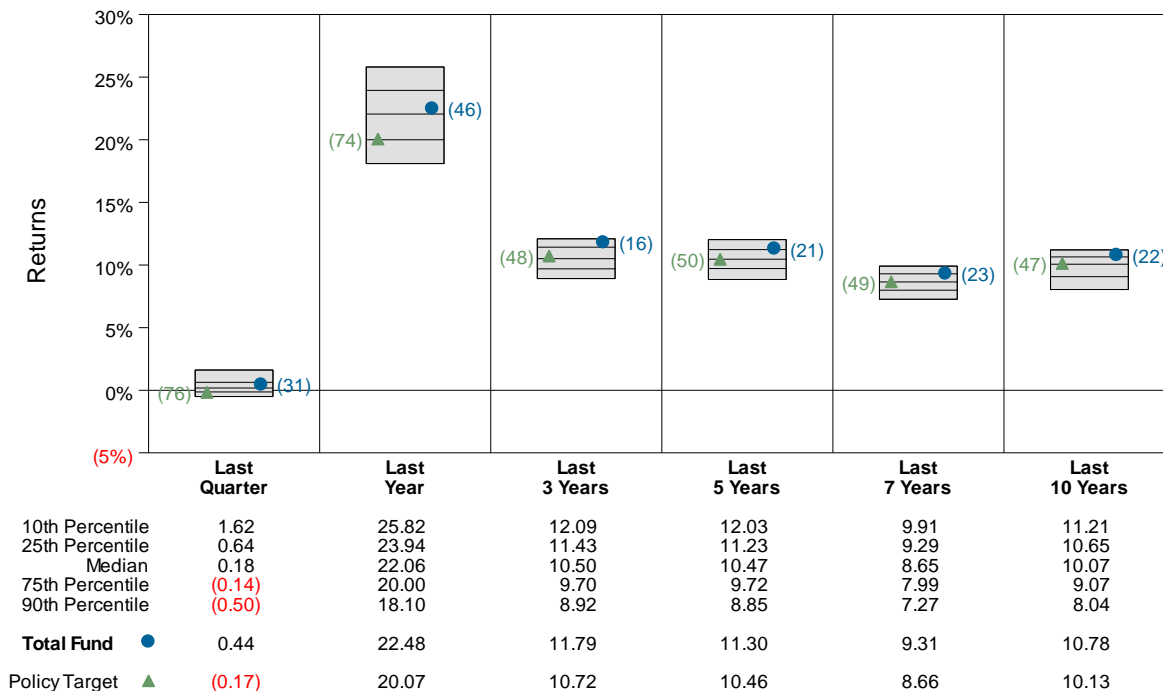 30%
25%
20%
15%
10%
5%
0%
(5%)
Returns
(76)
(31)
(74)
(46)
(48)
(16)
(50)
(21)
(49)
(23)
(47)
(22)
Last Last Last Last Last Last
Quarter Year 3 Years 5 Years 7 Years 10 Years
10th Percentile 1.62 25.82 12.09 12.03 9.91 11.21
25th Percentile 0.64 23.94 11.43 11.23 9.29 10.65
Median 0.18 22.06 10.50 10.47 8.65 10.07
75th Percentile (0.14) 20.00 9.70 9.72 7.99 9.07
90th Percentile (0.50) 18.10 8.92 8.85 7.27 8.04
Total Fund 0.44 22.48 11.79 11.30 9.31 10.78
Policy Target (0.17) 20.07 10.72 10.46 8.66 10.13